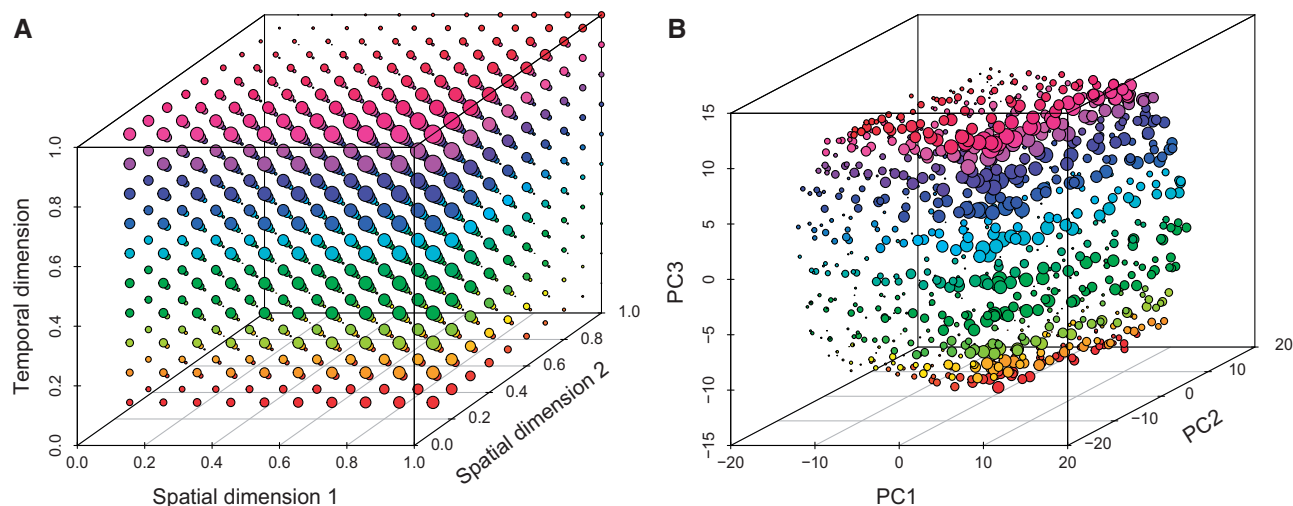 A
B
Temporal dimension
1.0
0.8
0.6
0.4
0.2
0.0
0.0 0.2 0.4 0.6 0.8 1.0
Spatial dimension 1
0.0
0.2
0.4
0.6
0.8
1.0
Spatial dimension 2
PC3
15
10
5
0
−5
−10
−15
−20 −10 0 10 20
PC1
−20
−10
0
10
20
PC2